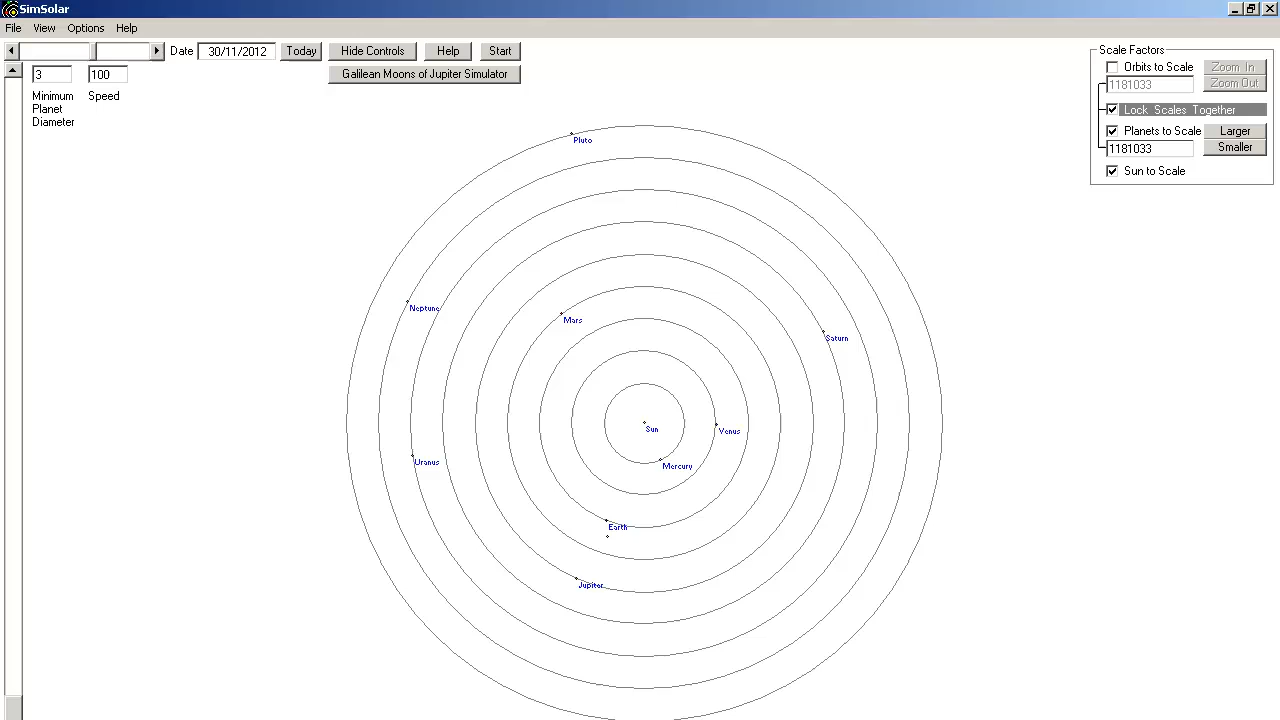 SimSolar
File View Options Help
Date 30/11/2012 Today Hide Controls Help Start
3 100 Galilean Moons of Jupiter Simulator
Minimum Planet Diameter
Speed
Scale Factors
Orbits to Scale Zoom In
1181033 Zoom Out
Lock Scales Together
Planets to Scale Larger
1181033 Smaller
Sun to Scale
Pluto
Neptune
Mars
Saturn
Sun
Venus
Uranus
Mercury
Earth
Jupiter